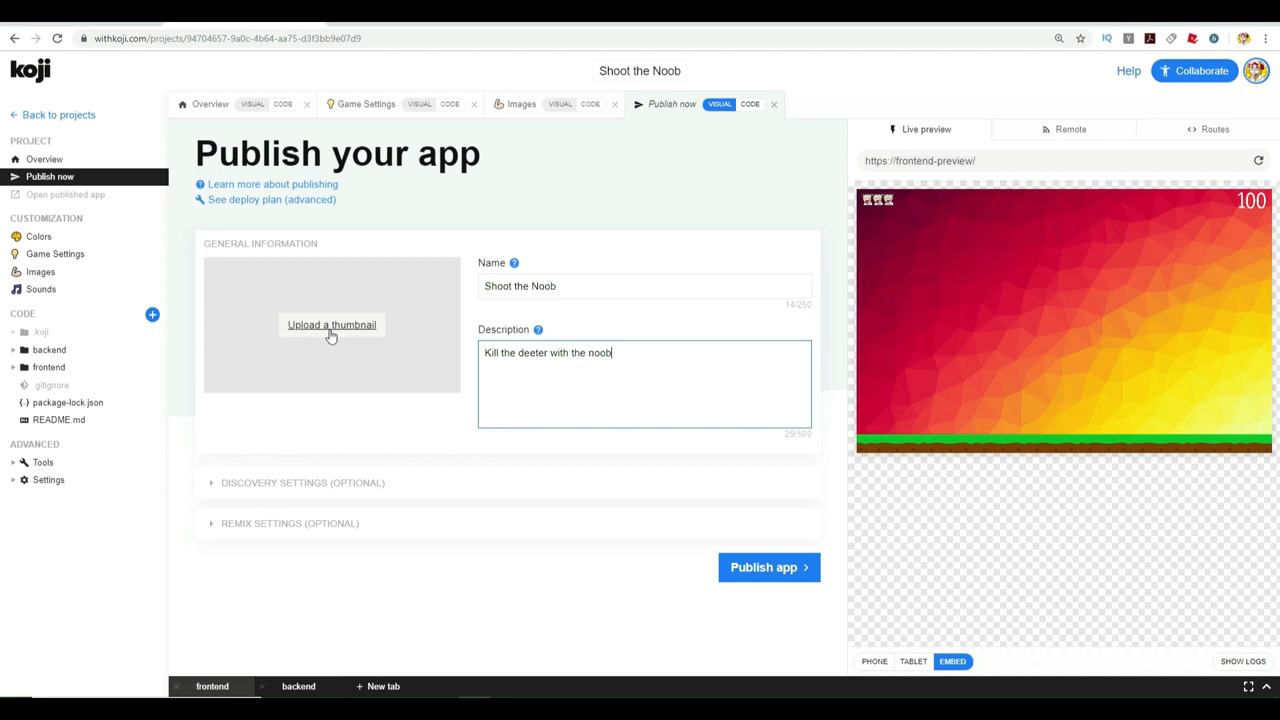 withkoji.com/projects/94704657-9a0c-4b64-aa75-d3f3bb9e07d9
koji
Shoot the Noob
Help
Collaborate
Back to projects
PROJECT
Overview
Publish now
Open published app
CUSTOMIZATION
Colors
Game Settings
Images
Sounds
CODE
koji
backend
frontend
.gitignore
package-lock.json
README.md
ADVANCED
Tools
Settings
Overview VISUAL CODE
Game Settings VISUAL CODE
Images VISUAL CODE
Publish now VISUAL CODE
Publish your app
Learn more about publishing
See deploy plan (advanced)
GENERAL INFORMATION
Upload a thumbnail
Name
Shoot the Noob
14/250
Description
Kill the deeter with the noob
29/500
DISCOVERY SETTINGS (OPTIONAL)
REMIX SETTINGS (OPTIONAL)
Publish app
Live preview
Remote
Routes
https://frontend-preview/
100
PHONE TABLET EMBED
SHOW LOGS
frontend
backend
+ New tab